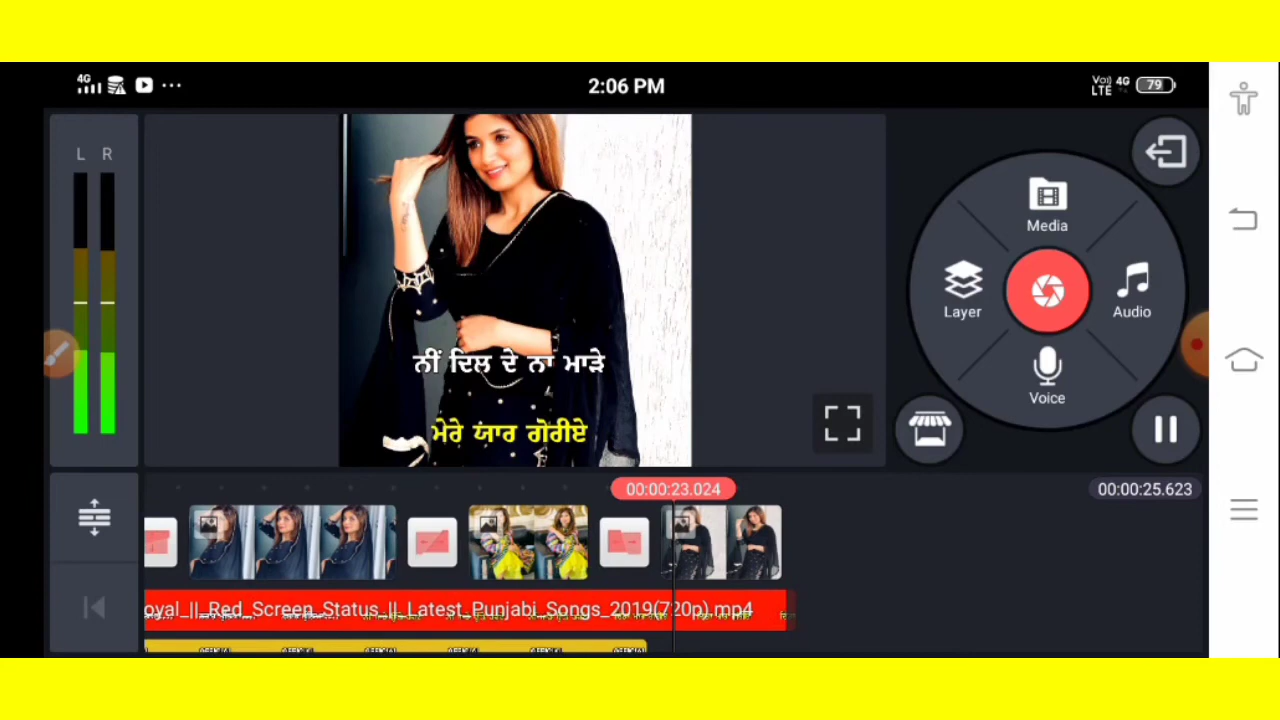 4G
2:06 PM
Vo) 4G
LTE
79
L R
Media
Layer
Audio
Voice
ਨੀਂ ਦਿਲ ਦੇ ਨਾ ਮਾੜੇ
ਮੇਰੇ ਯਾਰ ਗੋਰੀਏ
00:00:23.024
00:00:25.623
oyal_||_Red_Screen_Status_||_Latest_Punjabi_Songs_2019(720p).mp4